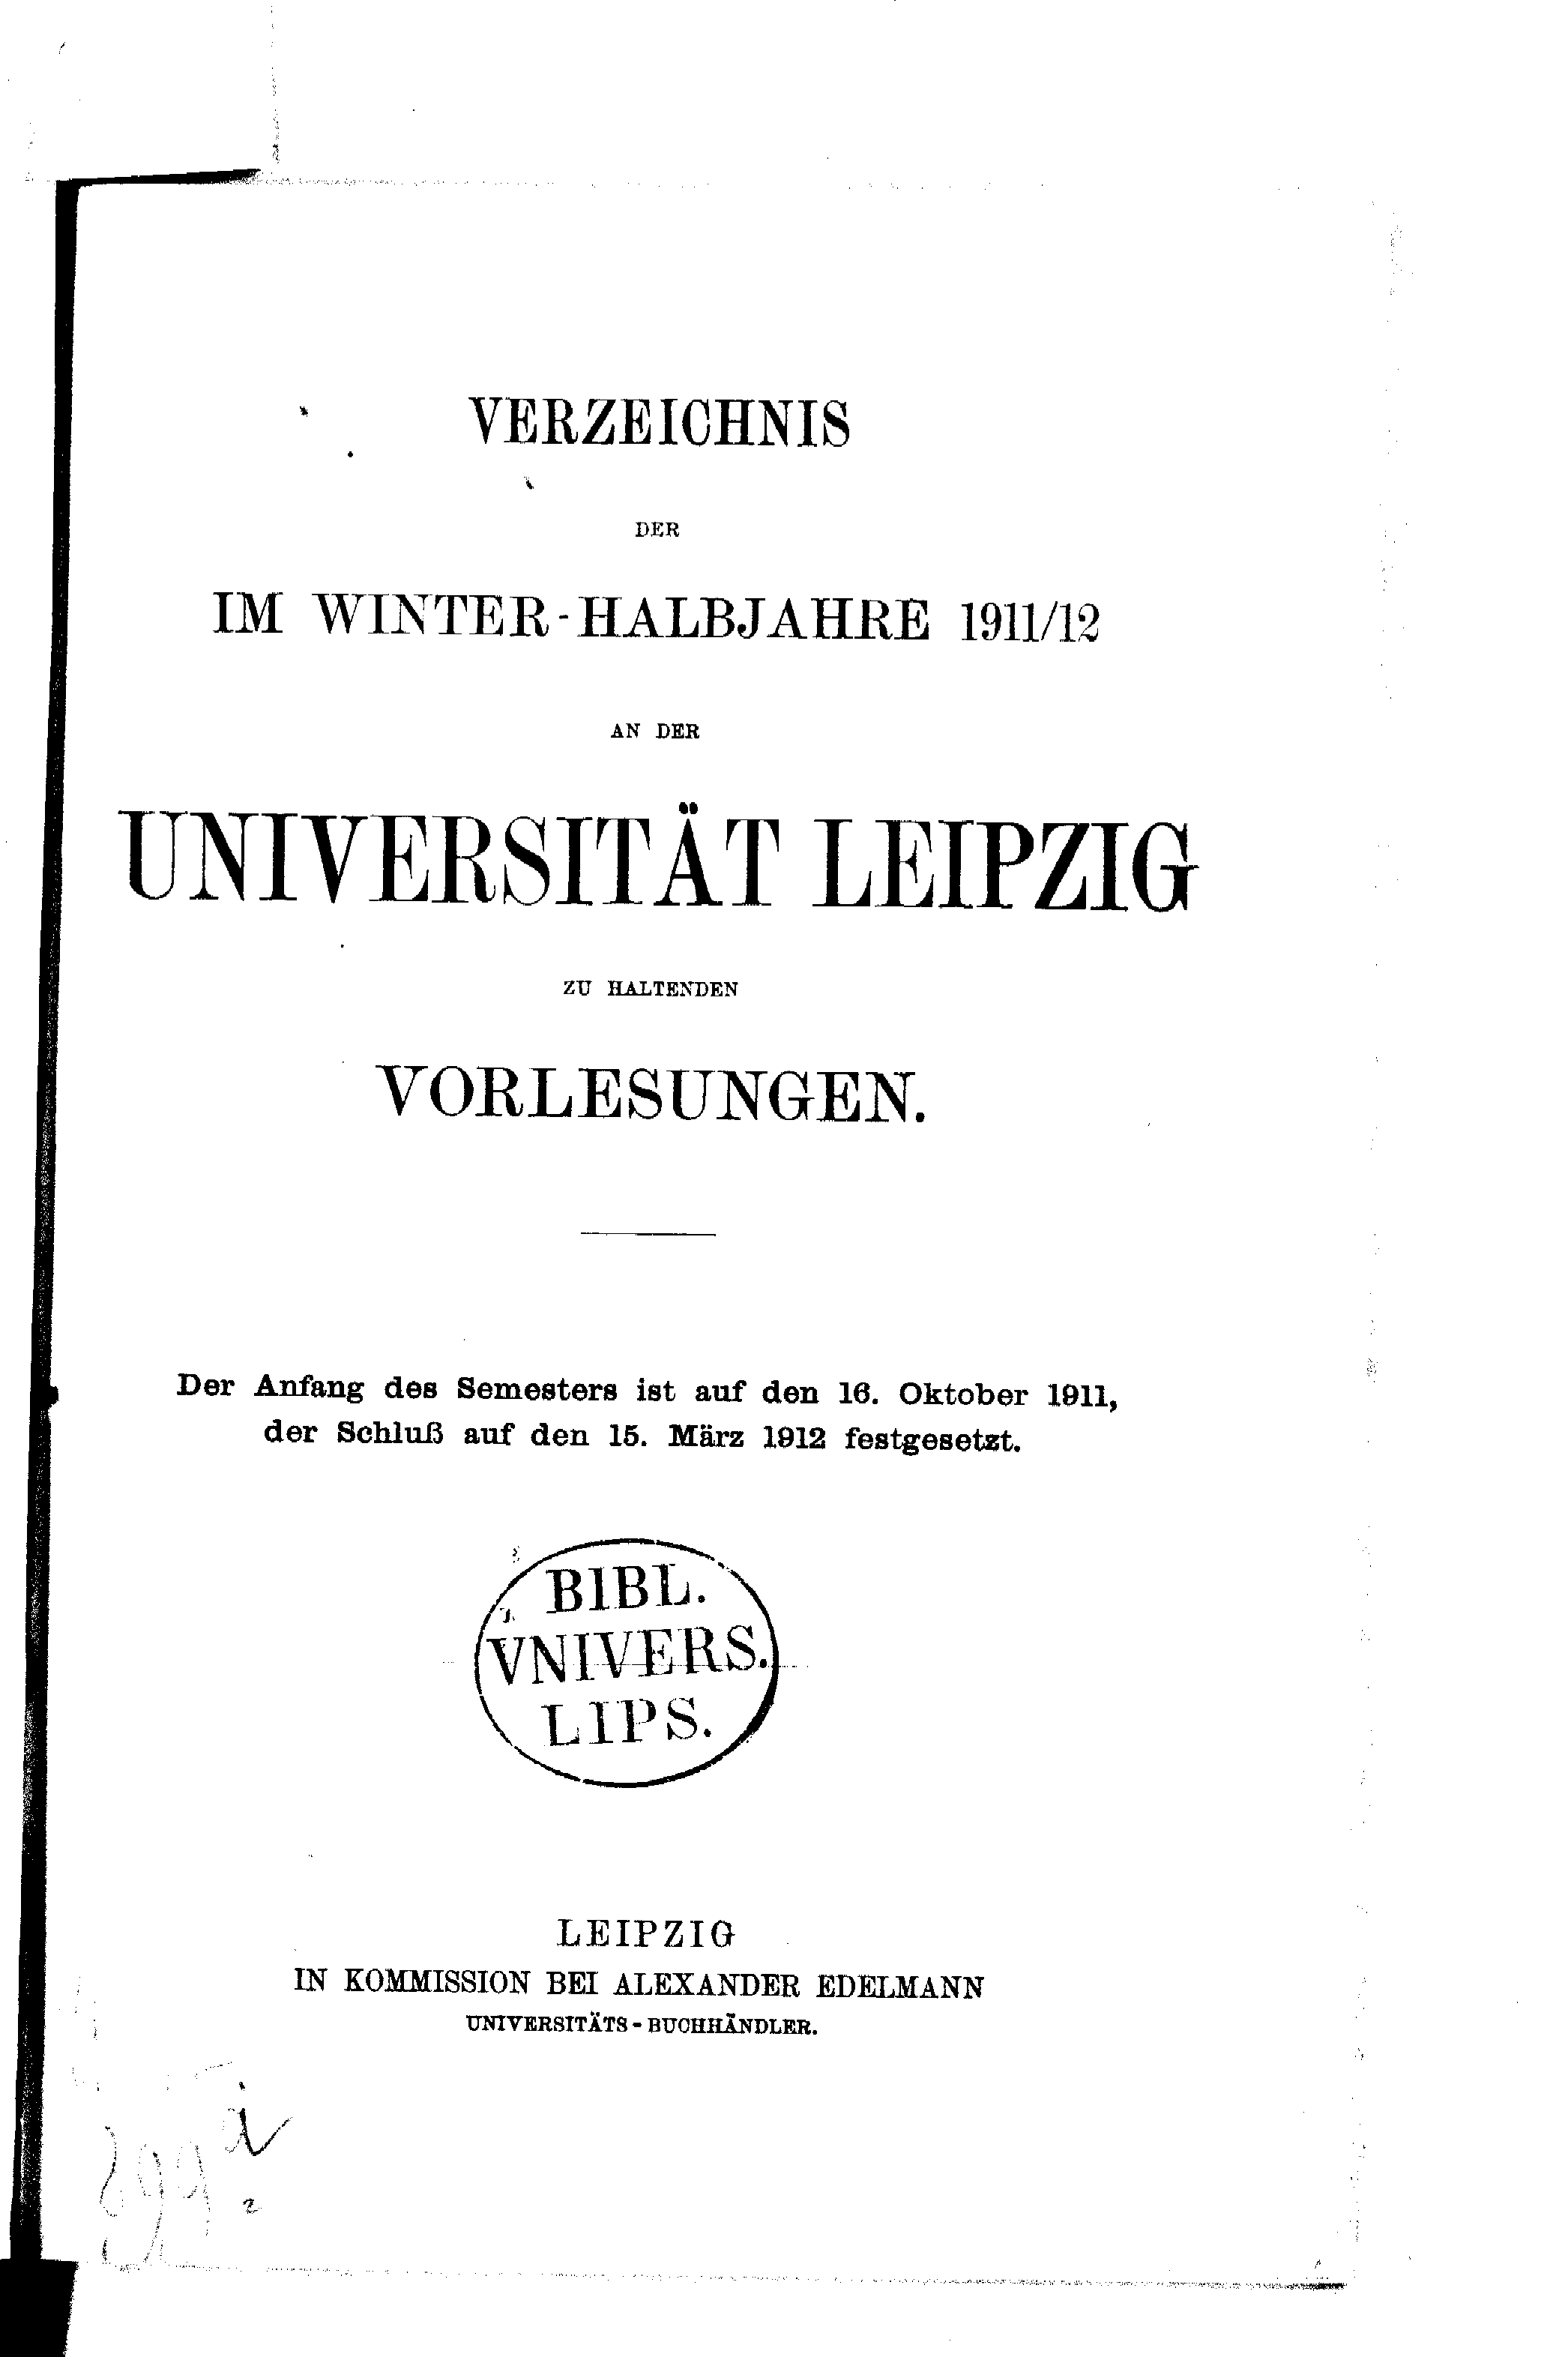 VERZEICHNIS
DER
IM WINTER-HALBJAHRE 1911/12
AN DER
UNIVERSITÄT LEIPZIG
ZU HALTENDEN
VORLESUNGEN.
Der Anfang des Semesters ist auf den 16. Oktober 1911,
der Schluß auf den 15. März 1912 festgesetzt.
BIBL.
VNIVERS.
LIPS.
LEIPZIG
IN KOMMISSION BEI ALEXANDER EDELMANN
UNIVERSITÄTS-BUCHHÄNDLER.